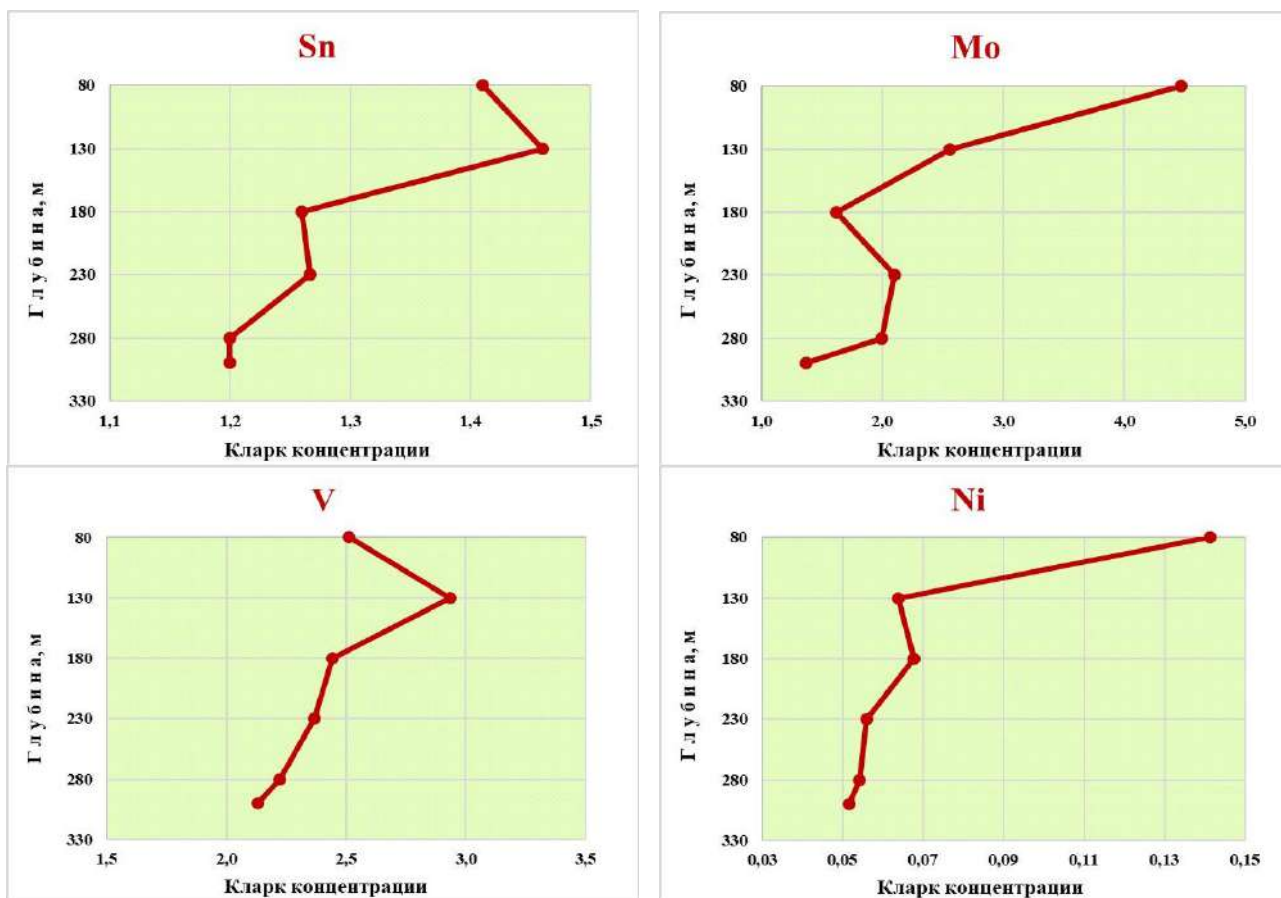 Sn
80
130
180
230
280
330
Глубина, м
1,1 1,2 1,3 1,4 1,5
Кларк концентрации
Mo
80
130
180
230
280
330
Глубина, м
1,0 2,0 3,0 4,0 5,0
Кларк концентрации
V
80
130
180
230
280
330
Глубина, м
1,5 2,0 2,5 3,0 3,5
Кларк концентрации
Ni
80
130
180
230
280
330
Глубина, м
0,03 0,05 0,07 0,09 0,11 0,13 0,15
Кларк концентрации